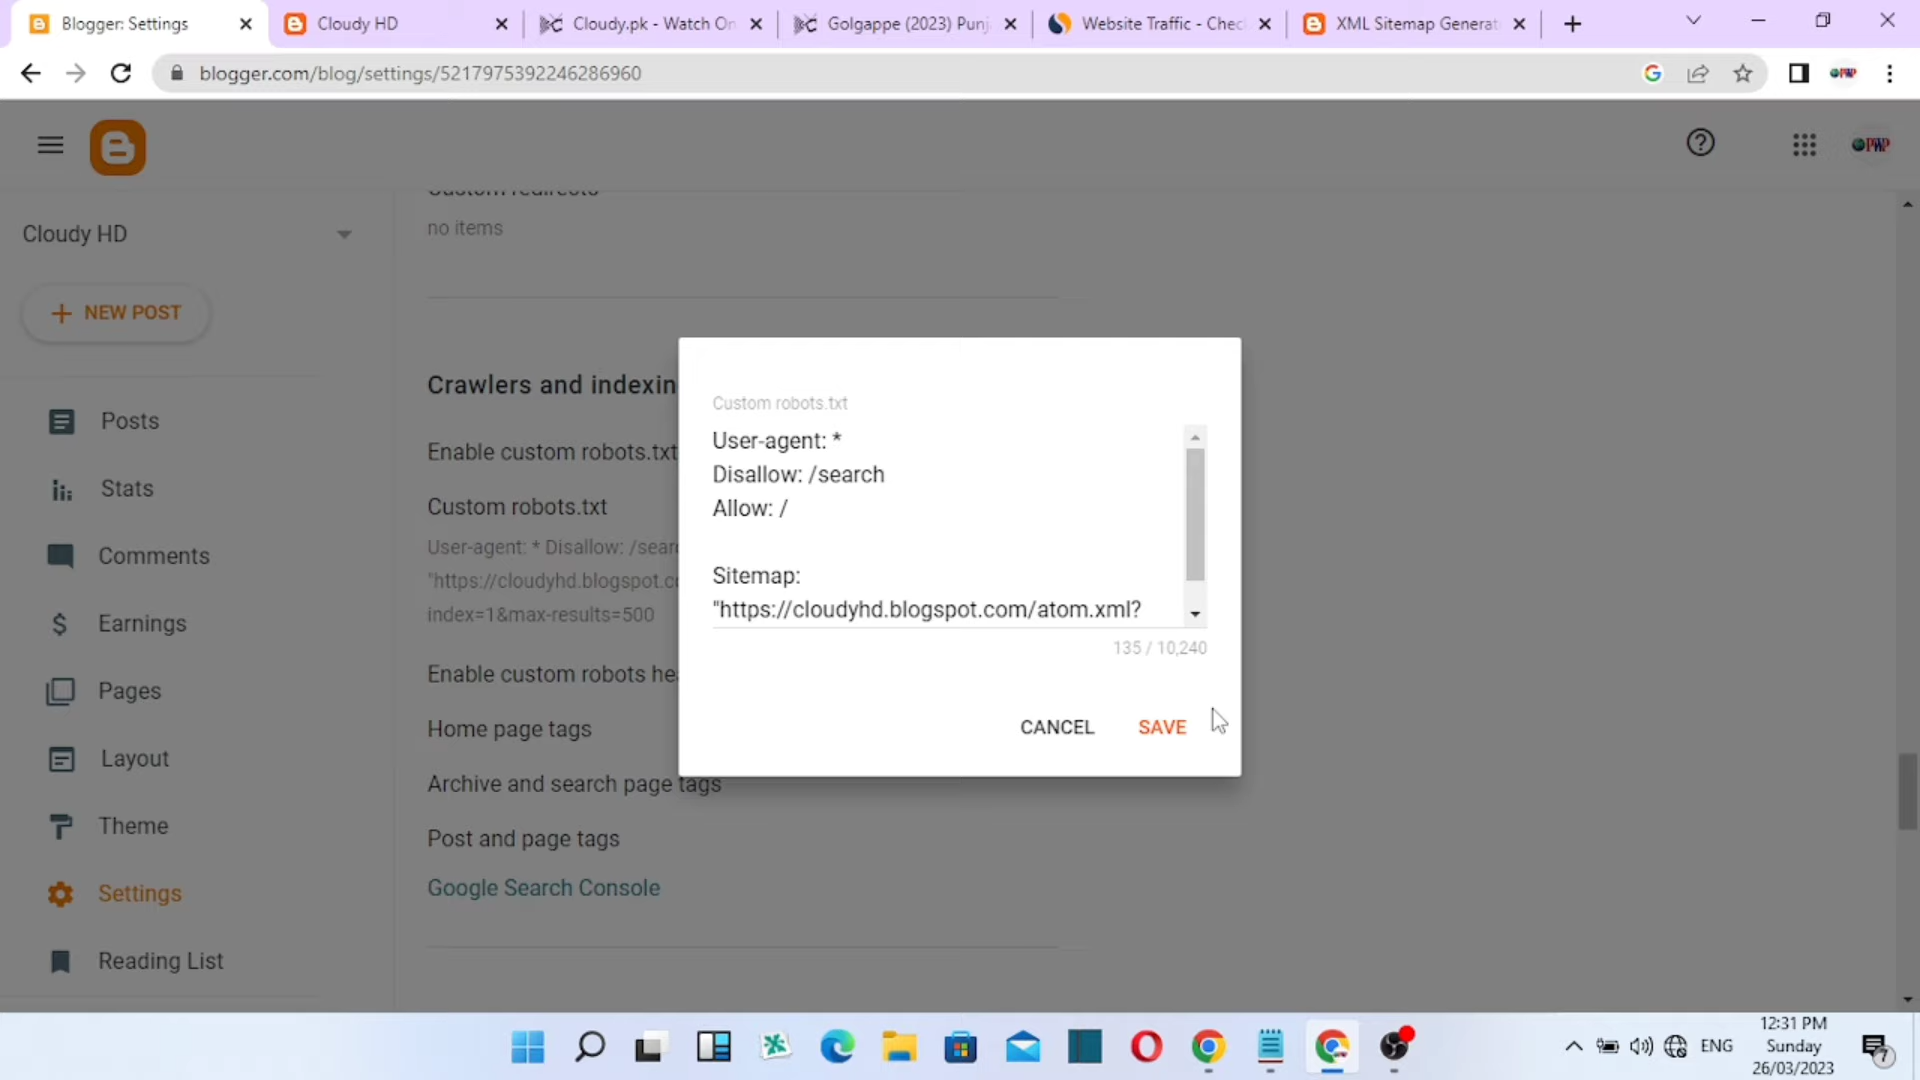 Blogger: Settings
Cloudy HD
Cloudy.pk - Watch On
Golgappe (2023) Punj
Website Traffic - Chec
XML Sitemap Generat
blogger.com/blog/settings/5217975392246286960
Cloudy HD
NEW POST
Posts
Stats
Comments
Earnings
Pages
Layout
Theme
Settings
Reading List
Custom redirects
no items
Crawlers and indexin
Enable custom robots.txt
Custom robots.txt
User-agent: * Disallow: /sear
"https://cloudyhd.blogspot.c
index=1&max-results=500
Enable custom robots hea
Home page tags
Archive and search page tags
Post and page tags
Google Search Console
Custom robots.txt
User-agent: *
Disallow: /search
Allow: /
Sitemap:
"https://cloudyhd.blogspot.com/atom.xml?
135 / 10,240
CANCEL
SAVE
PWP
ENG
12:31 PM
Sunday
26/03/2023
7